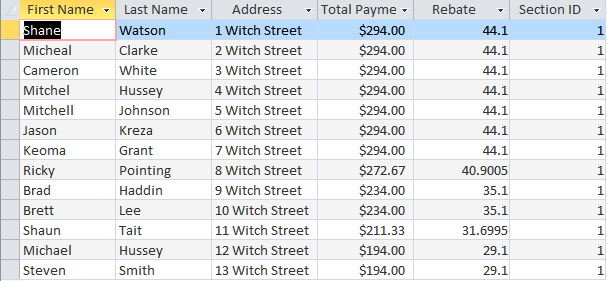 First Name Last Name Address Total Payme Rebate Section ID
Shane Watson 1 Witch Street $294.00 44.1 1
Micheal Clarke 2 Witch Street $294.00 44.1 1
Cameron White 3 Witch Street $294.00 44.1 1
Mitchel Hussey 4 Witch Street $294.00 44.1 1
Mitchell Johnson 5 Witch Street $294.00 44.1 1
Jason Kreza 6 Witch Street $294.00 44.1 1
Keoma Grant 7 Witch Street $294.00 44.1 1
Ricky Pointing 8 Witch Street $272.67 40.9005 1
Brad Haddin 9 Witch Street $234.00 35.1 1
Brett Lee 10 Witch Street $234.00 35.1 1
Shaun Tait 11 Witch Street $211.33 31.6995 1
Michael Hussey 12 Witch Street $194.00 29.1 1
Steven Smith 13 Witch Street $194.00 29.1 1